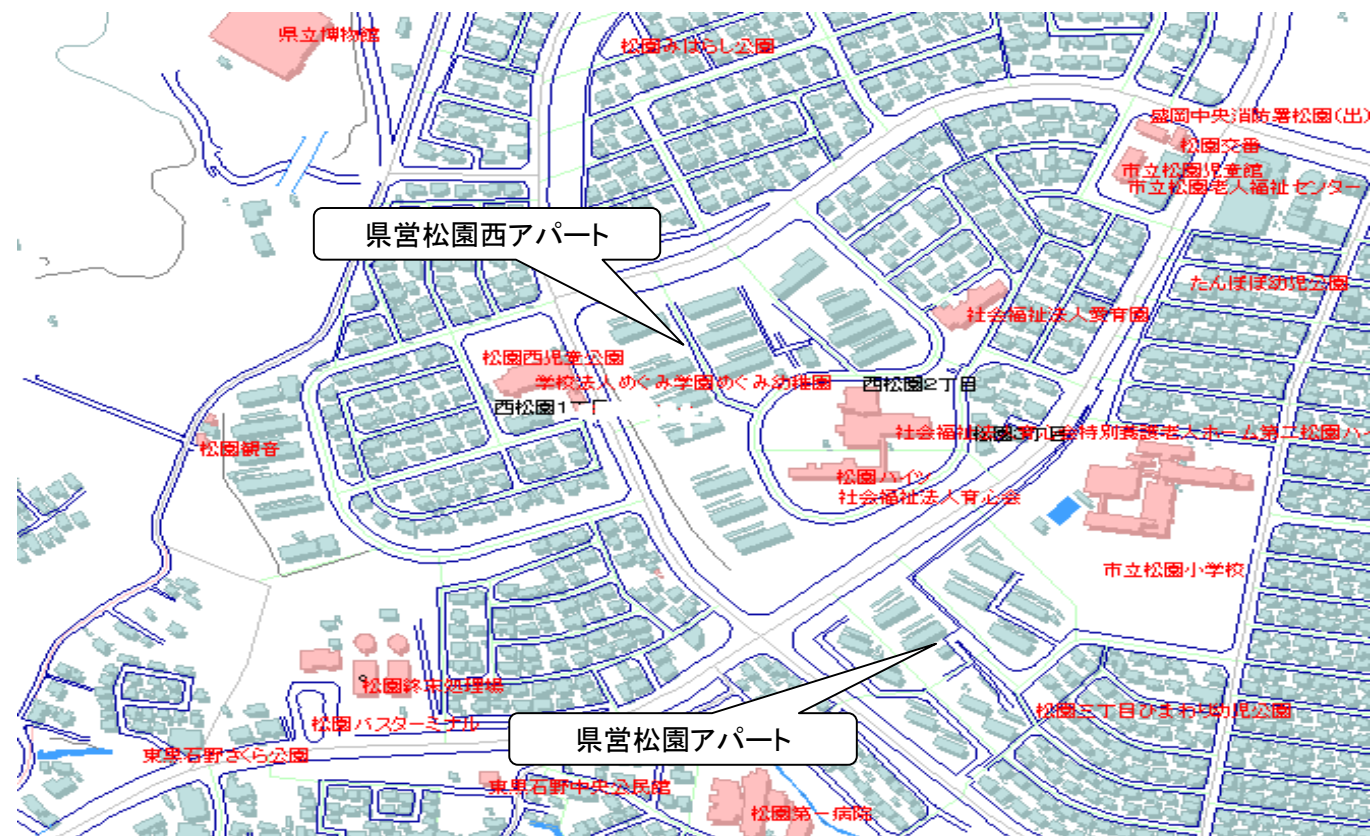 県立博物館
松園みはらし公園
盛岡中央消防署松園(出)
松園交番
市立松園児童館
市立松園老人福祉センター
県営松園西アパート
たんぽぽ幼児公園
社会福祉法人愛育園
松園西児童公園
学校法人めぐみ学園めぐみ幼稚園
西松園2丁目
西松園1丁目
社会福祉法人育心会特別養護老人ホーム第二松園ハイ
松園3丁目
松園観音
松園ハイツ
社会福祉法人育心会
市立松園小学校
松園終末処理場
松園バスターミナル
松園三丁目ひまわり幼児公園
県営松園アパート
東黒石野さくら公園
東黒石野中央公民館
松園第一病院